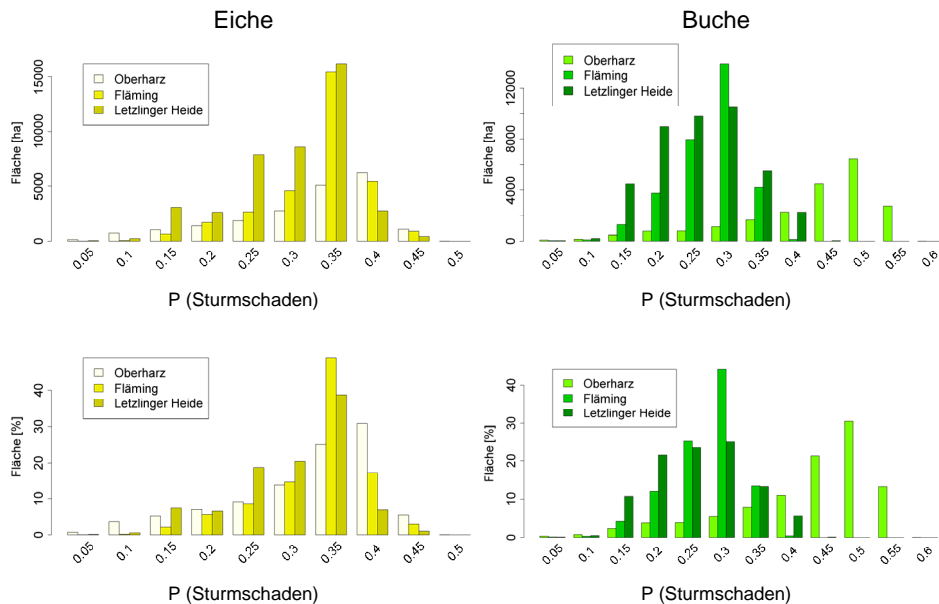 Eiche
Oberharz
Fläming
Letzlinger Heide
Fläche [ha]
0
5000
10000
15000
0.05 0.1 0.15 0.2 0.25 0.3 0.35 0.4 0.45 0.5
P (Sturmschaden)
Buche
Oberharz
Fläming
Letzlinger Heide
Fläche [ha]
0
4000
8000
12000
0.05 0.1 0.15 0.2 0.25 0.3 0.35 0.4 0.45 0.5 0.55 0.6
P (Sturmschaden)
Oberharz
Fläming
Letzlinger Heide
Fläche [%]
0
10
20
30
40
0.05 0.1 0.15 0.2 0.25 0.3 0.35 0.4 0.45 0.5
P (Sturmschaden)
Oberharz
Fläming
Letzlinger Heide
Fläche [%]
0
10
20
30
40
0.05 0.1 0.15 0.2 0.25 0.3 0.35 0.4 0.45 0.5 0.55 0.6
P (Sturmschaden)